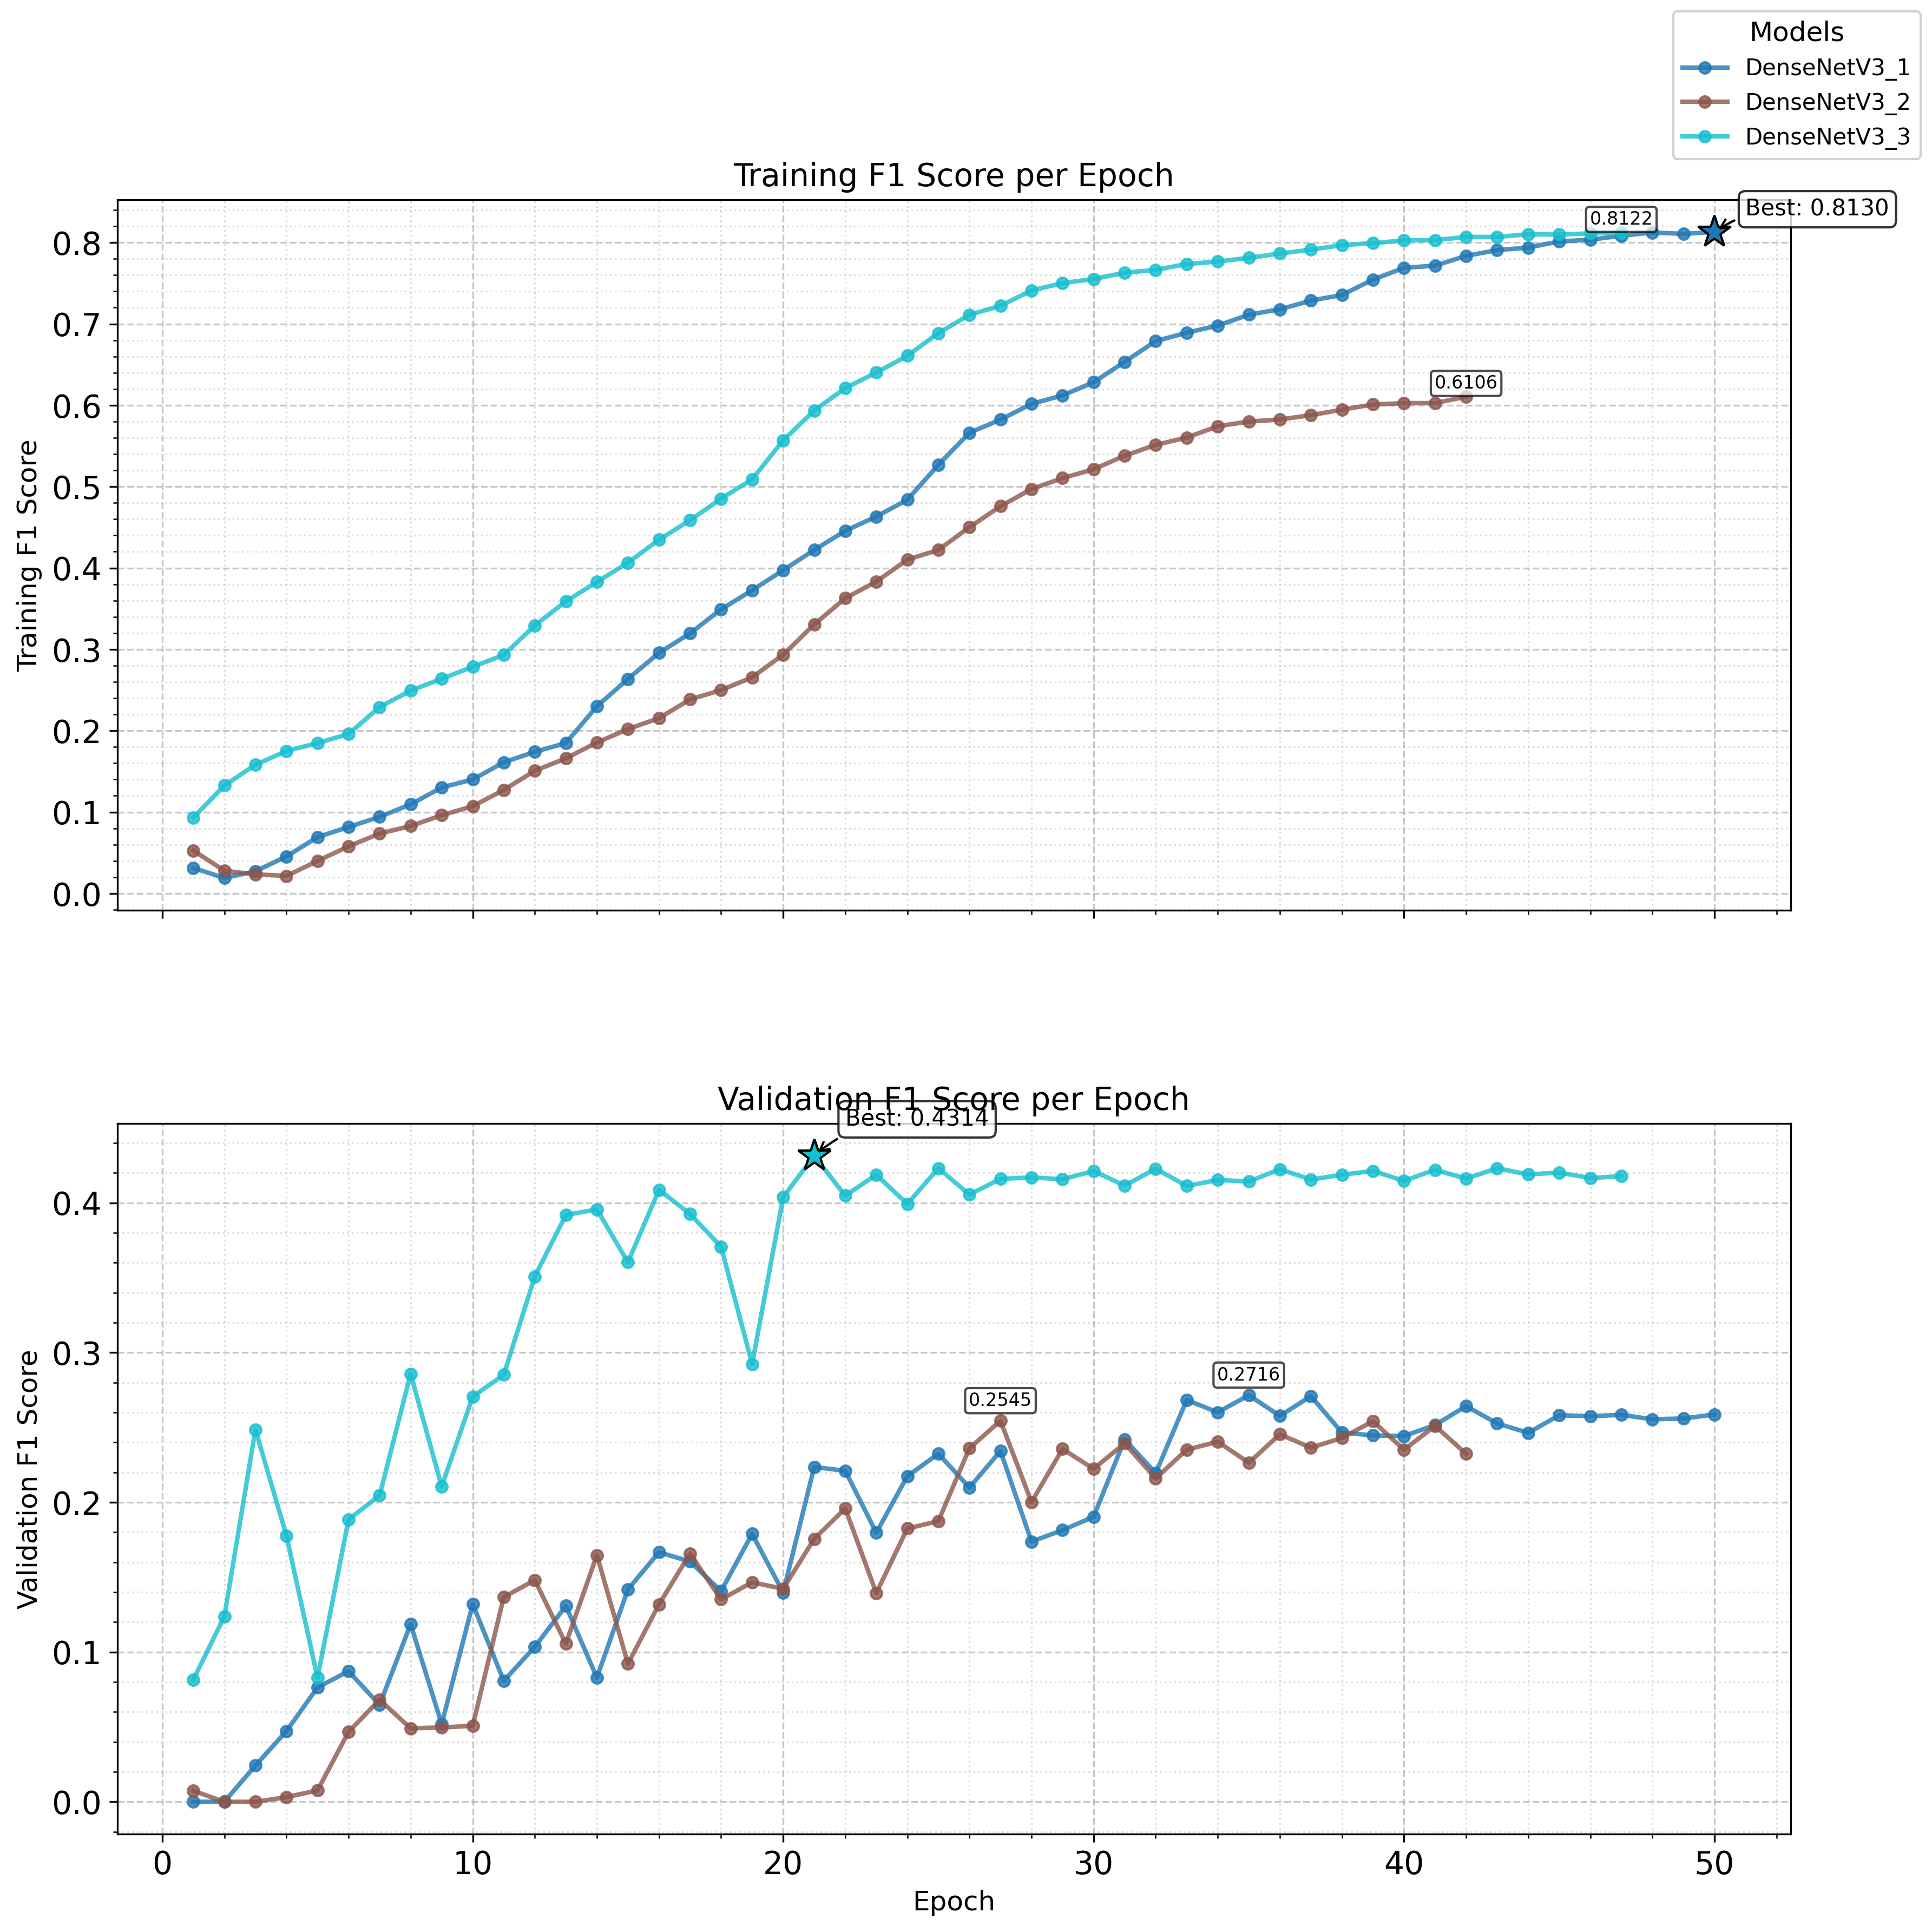 Models
DenseNetV3_1
DenseNetV3_2
DenseNetV3_3
Training F1 Score per Epoch
Best: 0.8130
0.8122
0.6106
0.8
0.7
0.6
0.5
0.4
0.3
0.2
0.1
0.0
Training F1 Score
Validation F1 Score per Epoch
Best: 0.4314
0.2716
0.2545
0.4
0.3
0.2
0.1
0.0
Validation F1 Score
0 10 20 30 40 50
Epoch